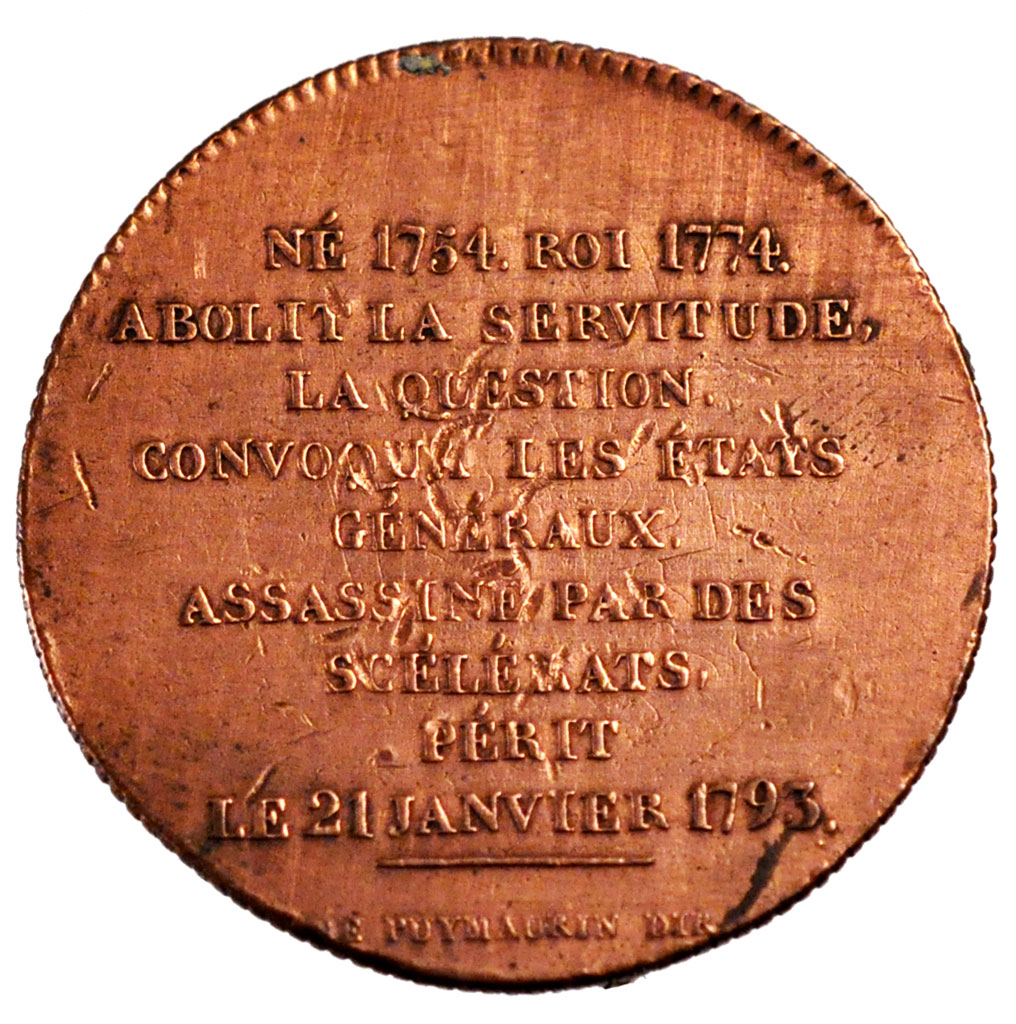 NÉ 1754. ROI 1774.
ABOLIT LA SERVITUDE,
LA QUESTION.
CONVOQUA LES ÉTATS
GÉNÉRAUX.
ASSASSINÉ PAR DES
SCÉLÉRATS,
PÉRIT
LE 21 JANVIER 1793.
DE PUYMAURIN DIR